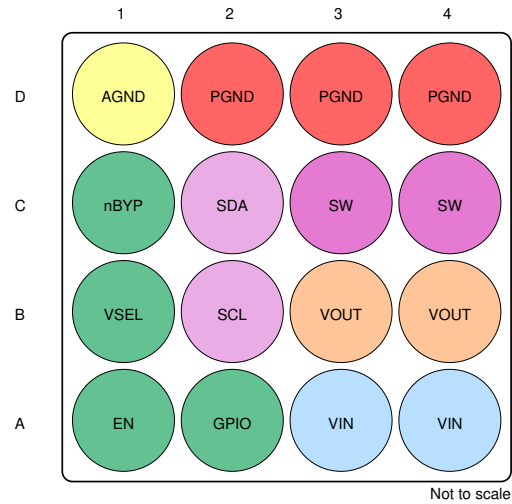 1 2 3 4
D AGND PGND PGND PGND
C nBYP SDA SW SW
B VSEL SCL VOUT VOUT
A EN GPIO VIN VIN
Not to scale